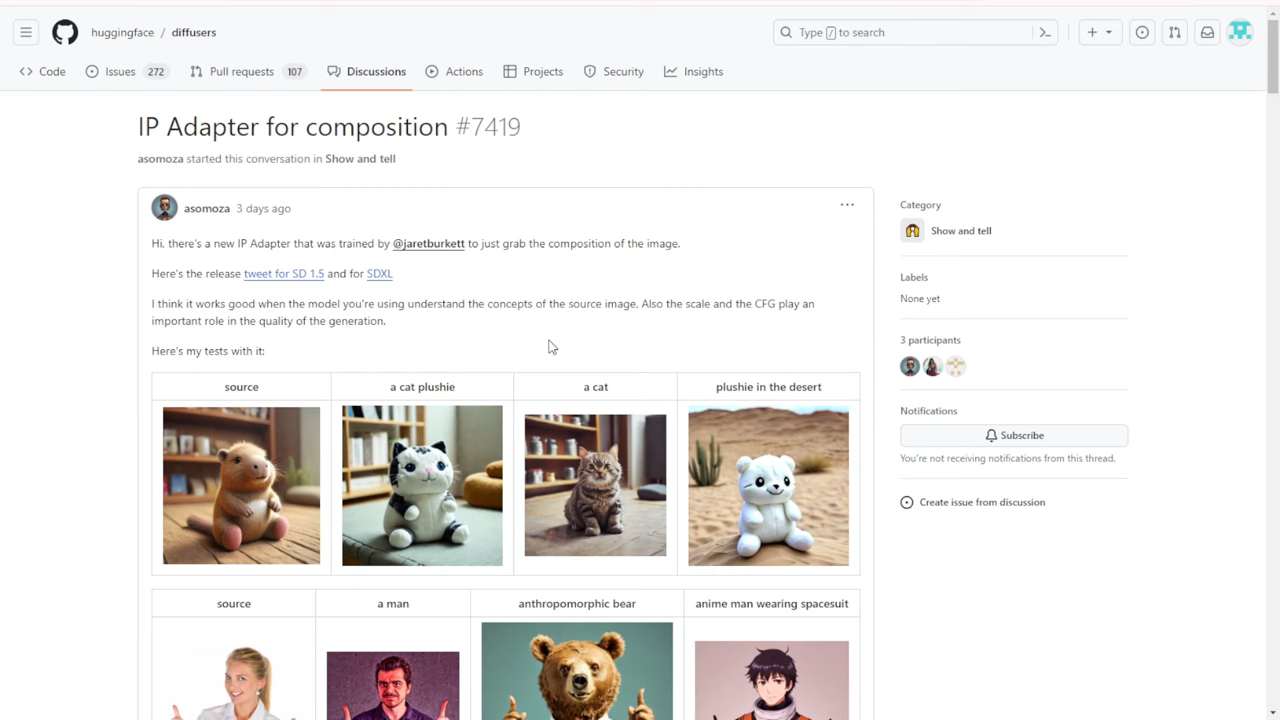 huggingface / diffusers
Type / to search
Code
Issues 272
Pull requests 107
Discussions
Actions
Projects
Security
Insights
IP Adapter for composition #7419
asomoza started this conversation in Show and tell
asomoza 3 days ago
Hi, there's a new IP Adapter that was trained by @jaretburkett to just grab the composition of the image.
Here's the release tweet for SD 1.5 and for SDXL
I think it works good when the model you're using understand the concepts of the source image. Also the scale and the CFG play an
important role in the quality of the generation.
Here's my tests with it:
source a cat plushie a cat plushie in the desert
source a man anthropomorphic bear anime man wearing spacesuit
Category
Show and tell
Labels
None yet
3 participants
Notifications
Subscribe
You're not receiving notifications from this thread.
Create issue from discussion